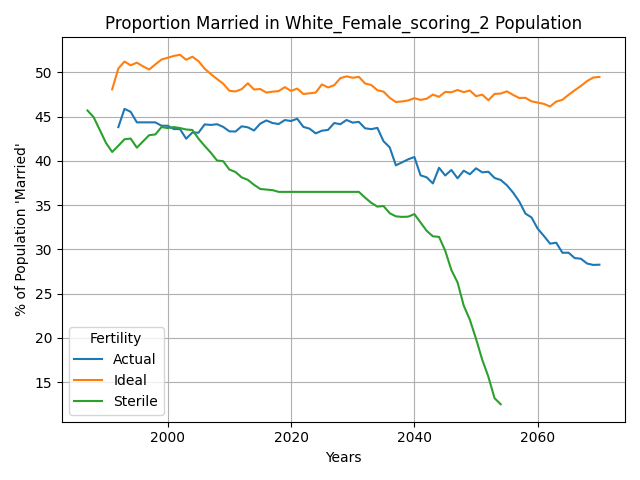 Proportion Married in White_Female_scoring_2 Population
% of Population 'Married'
50
45
40
35
30
25
20
15
Fertility
Actual
Ideal
Sterile
2000
2020
2040
2060
Years